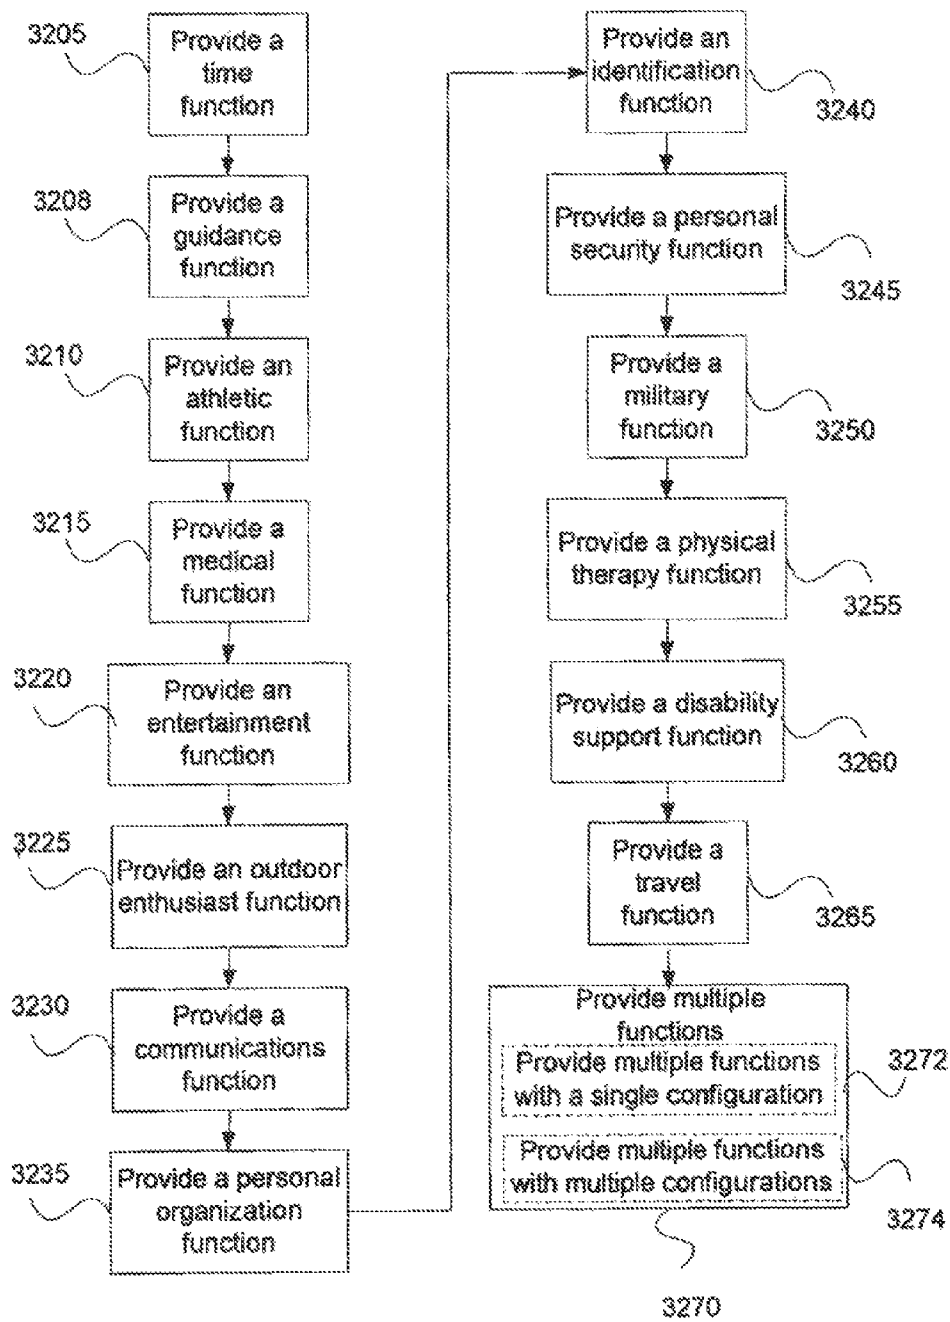 3205
Provide a
time
function
3208
Provide a
guidance
function
3210
Provide an
athletic
function
3215
Provide a
medical
function
3220
Provide an
entertainment
function
3225
Provide an outdoor
enthusiast function
3230
Provide a
communications
function
3235
Provide a personal
organization
function
Provide an
identification
function
3240
Provide a personal
security function
3245
Provide a
military
function
3250
Provide a physical
therapy function
3255
Provide a disability
support function
3260
Provide a
travel
function
3265
Provide multiple
functions
Provide multiple functions
with a single configuration
3272
Provide multiple functions
with multiple configurations
3274
3270